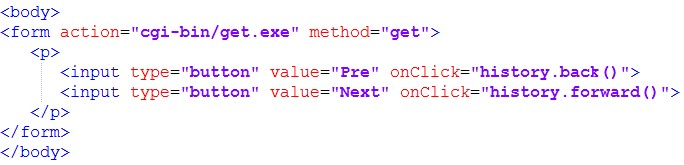 <body>
<form action="cgi-bin/get.exe" method="get">
<p>
<input type="button" value="Pre" onClick="history.back()">
<input type="button" value="Next" onClick="history.forward()">
</p>
</form>
</body>